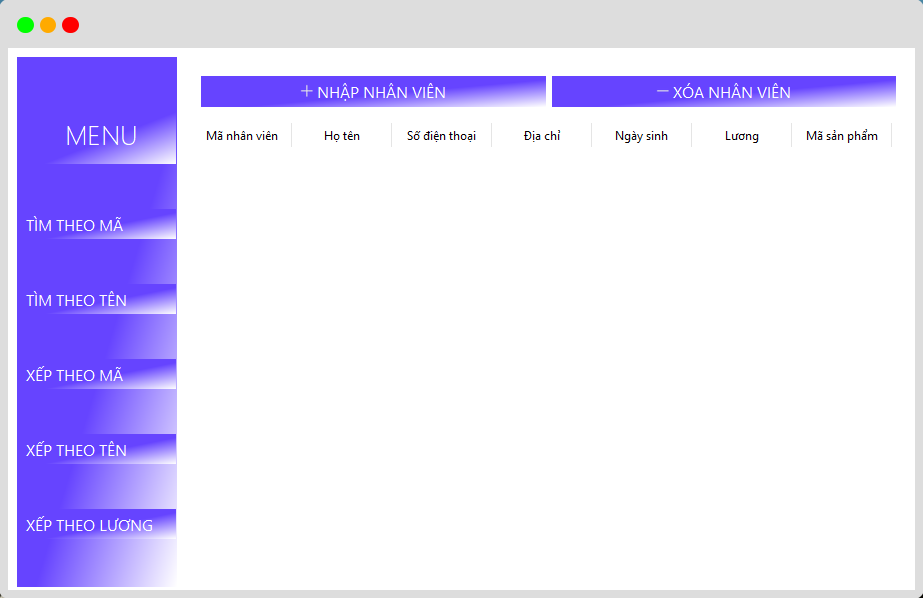 MENU
TÌM THEO MÃ
TÌM THEO TÊN
XẾP THEO MÃ
XẾP THEO TÊN
XẾP THEO LƯƠNG
+ NHẬP NHÂN VIÊN
− XÓA NHÂN VIÊN
Mã nhân viên Họ tên Số điện thoại Địa chỉ Ngày sinh Lương Mã sản phẩm